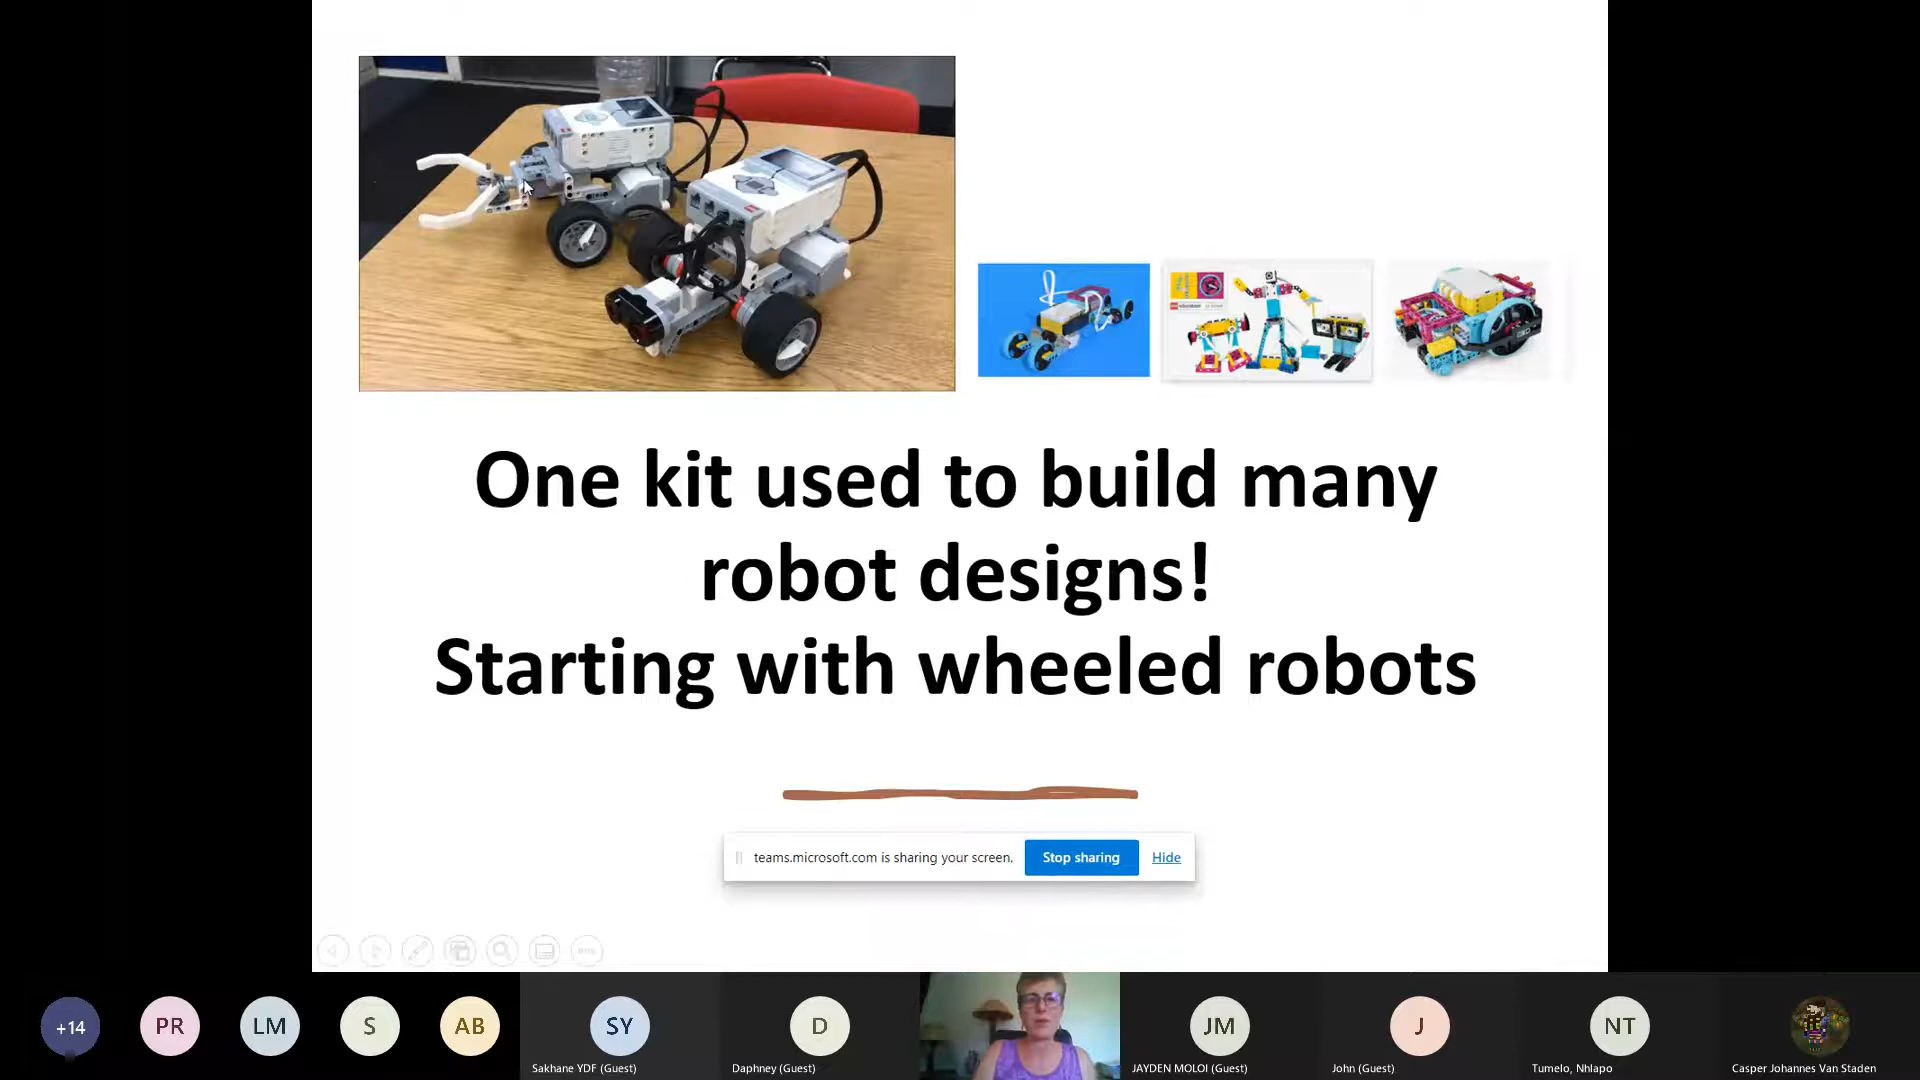 One kit used to build many
robot designs!
Starting with wheeled robots
teams.microsoft.com is sharing your screen.
Stop sharing
Hide
+14
PR
LM
S
AB
SY
D
JM
J
NT
Sakhane YDF (Guest)
Daphney (Guest)
JAYDEN MOLOI (Guest)
John (Guest)
Tumelo, Nhlapo
Casper Johannes Van Staden